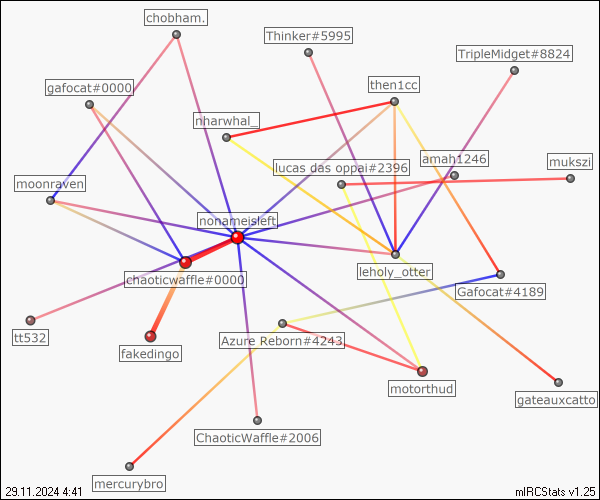 chobham.
Thinker#5995
TripleMidget#8824
gafocat#0000
then1cc
nharwhal_
amah1246
lucas das oppai#2396
mukszi
moonraven
nonameisleft
leholy_otter
chaoticwaffle#0000
Gafocat#4189
tt532
Azure Reborn#4243
fakedingo
motorthud
gateauxcatto
ChaoticWaffle#2006
mercurybro
29.11.2024 4:41
mIRCStats v1.25